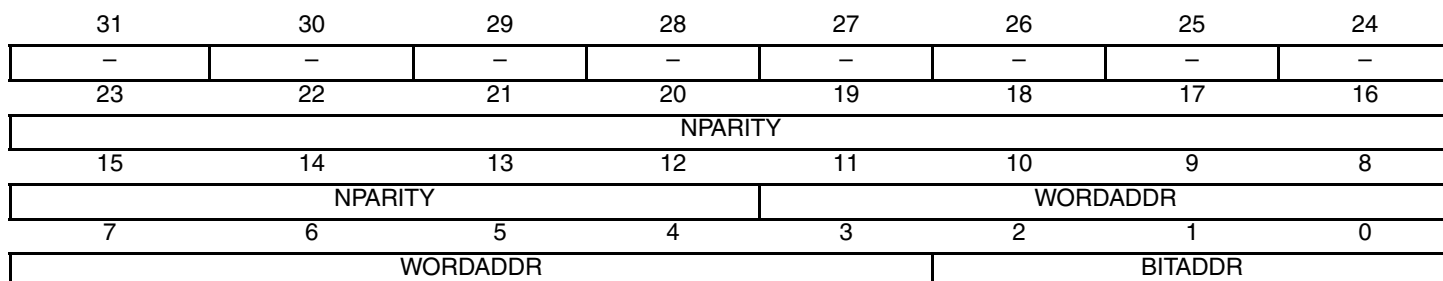 31 30 29 28 27 26 25 24
– – – – – – – –
23 22 21 20 19 18 17 16
NPARITY
15 14 13 12 11 10 9 8
NPARITY WORDADDR
7 6 5 4 3 2 1 0
WORDADDR BITADDR